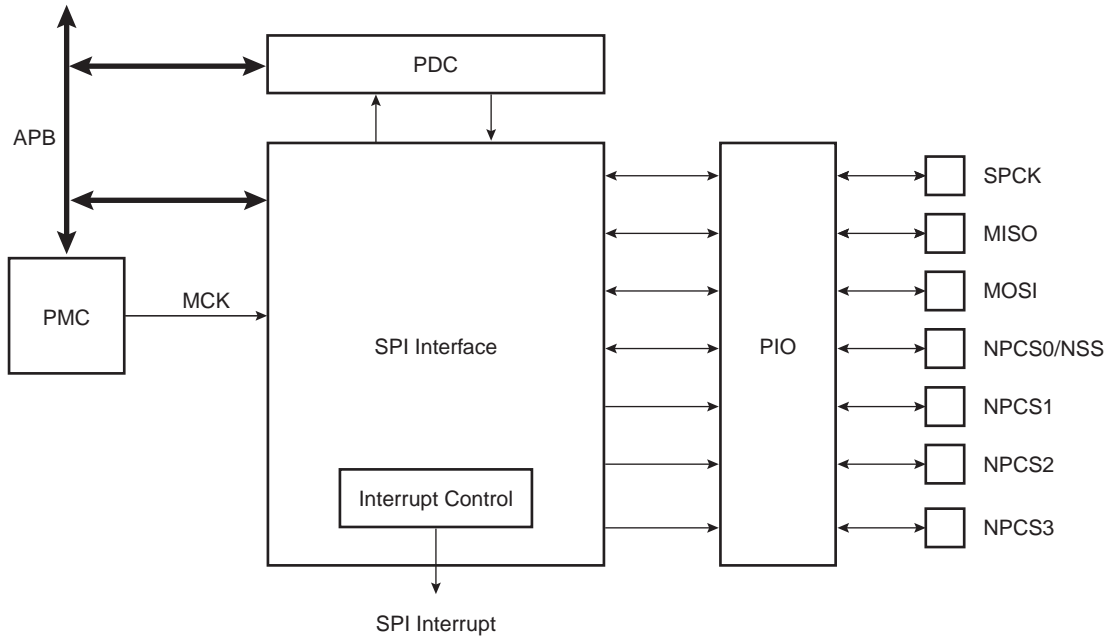 PDC
APB
SPCK
MISO
MCK
MOSI
PMC
SPI Interface
PIO
NPCS0/NSS
NPCS1
NPCS2
Interrupt Control
NPCS3
SPI Interrupt